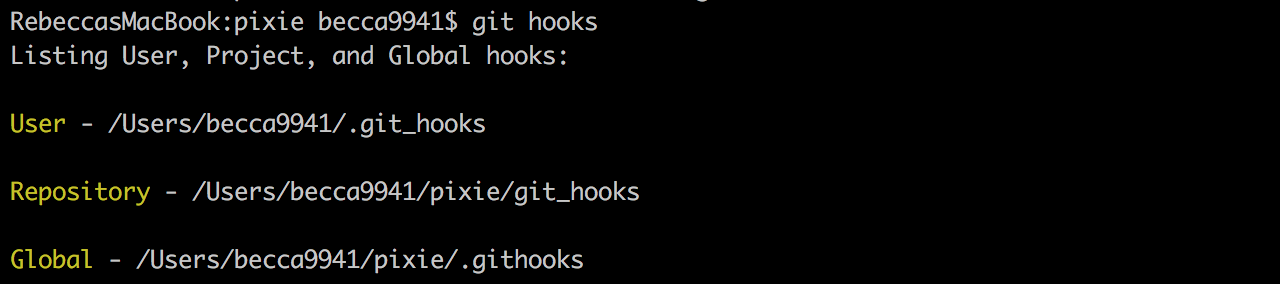 RebeccasMacBook:pixie becca9941$ git hooks
Listing User, Project, and Global hooks:
User - /Users/becca9941/.git_hooks
Repository - /Users/becca9941/pixie/git_hooks
Global - /Users/becca9941/pixie/.githooks